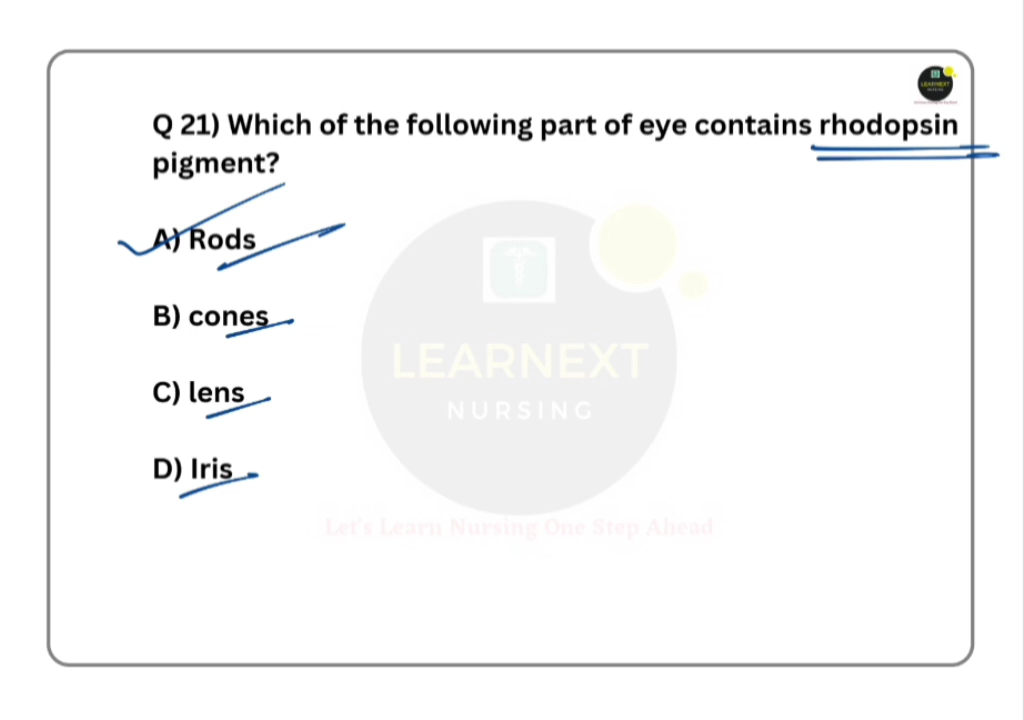 LEARNEXT
Q 21) Which of the following part of eye contains rhodopsin
pigment?
A) Rods
B) cones
C) lens
D) Iris
LEARNEXT
NURSING
Let's Learn Nursing One Step Ahead